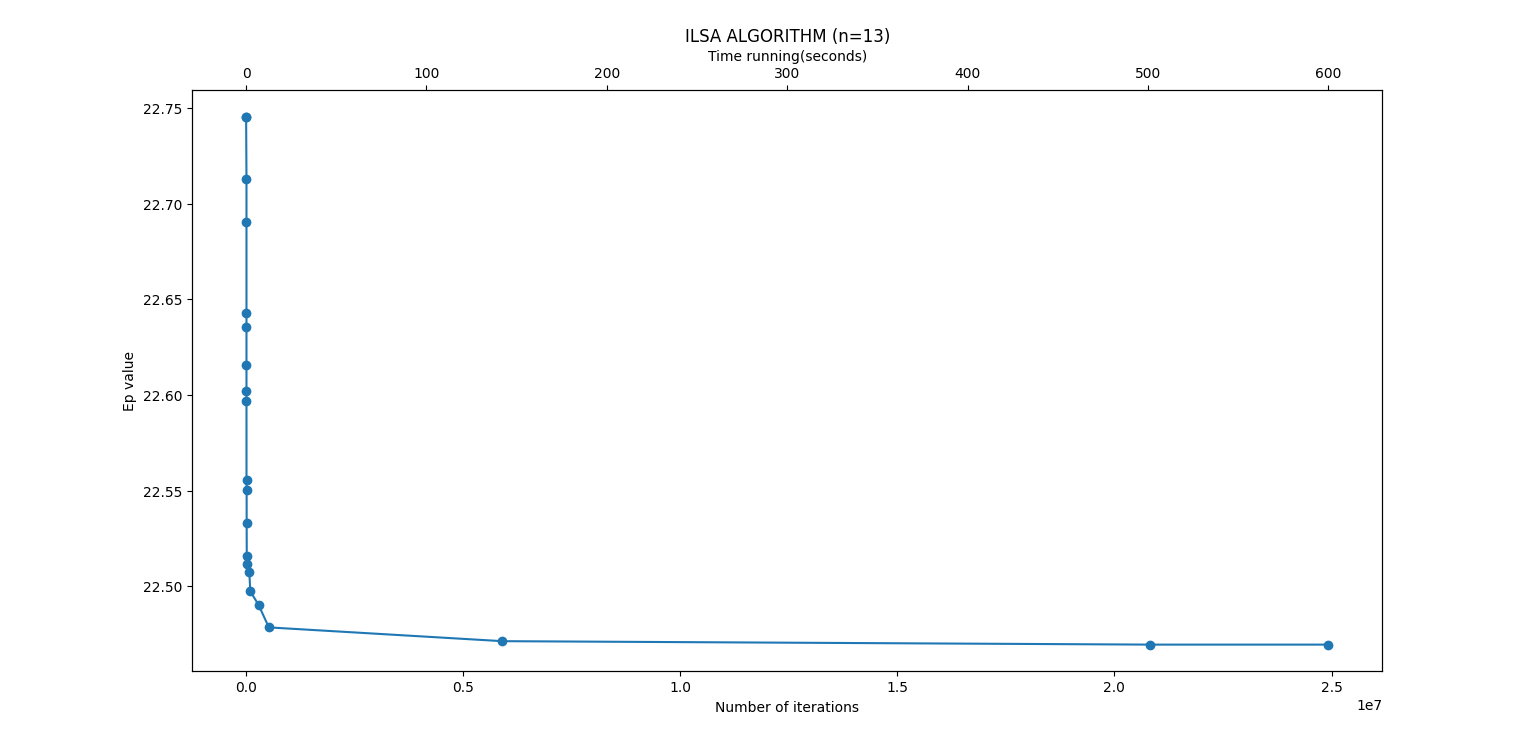 ILSA ALGORITHM (n=13)
Time running(seconds)
0 100 200 300 400 500 600
22.75
22.70
22.65
22.60
22.55
22.50
Ep value
0.0 0.5 1.0 1.5 2.0 2.5
1e7
Number of iterations